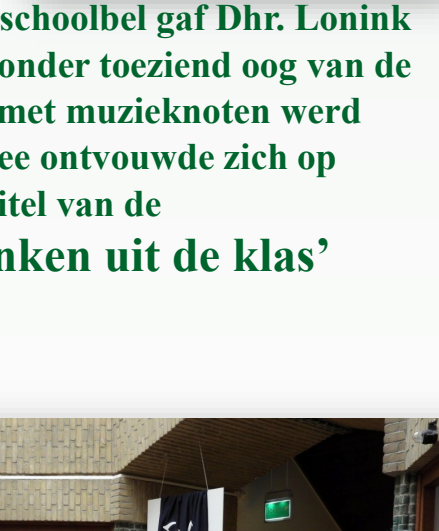 schoolbel gaf Dhr. Lonink
onder toeziend oog van de
met muzieknoten werd
ee ontvouwde zich op
itel van de
nken uit de klas’